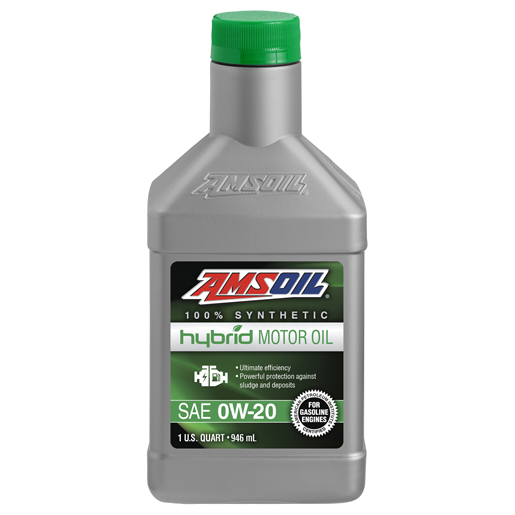 AMSOIL
AMSOIL®
100% SYNTHETIC
hybrid MOTOR OIL
• Ultimate efficiency
• Powerful protection against
sludge and deposits
SAE 0W-20
FOR
GASOLINE
ENGINES
1 U.S. QUART • 946 mL